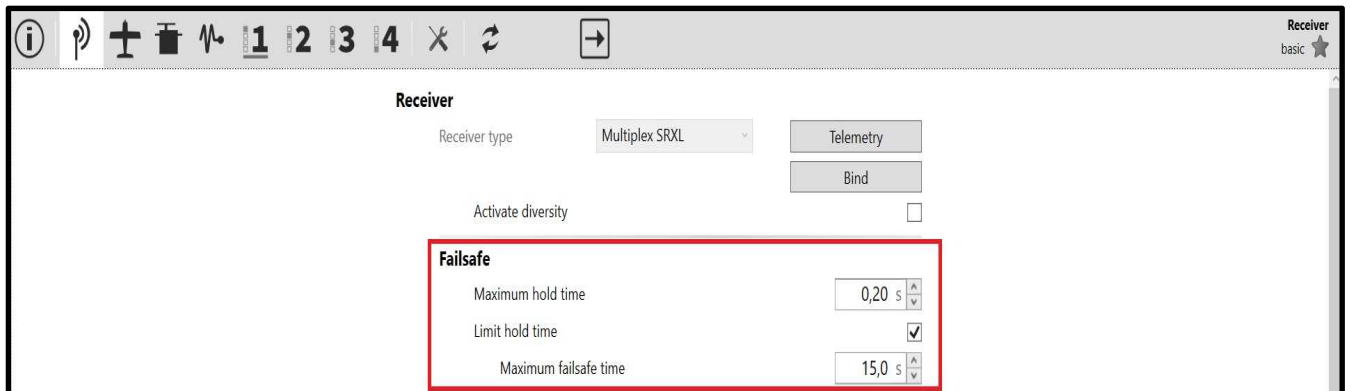 1 2 3 4
Receiver
basic
Receiver
Receiver type Multiplex SRXL Telemetry
Bind
Activate diversity
Failsafe
Maximum hold time 0,20 s
Limit hold time
Maximum failsafe time 15,0 s